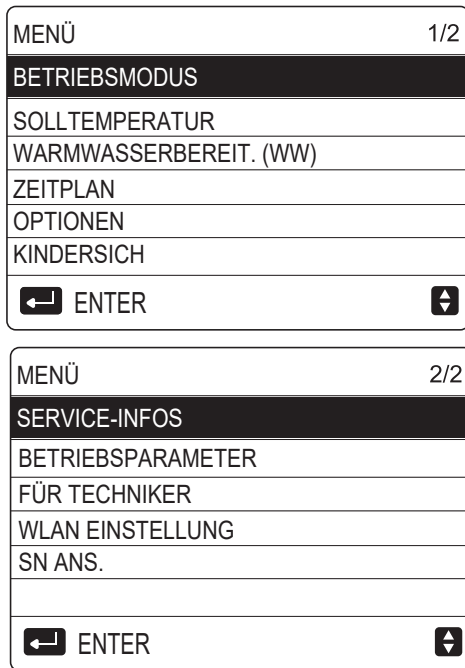 MENÜ 1/2
BETRIEBSMODUS
SOLLTEMPERATUR
WARMWASSERBEREIT. (WW)
ZEITPLAN
OPTIONEN
KINDERSICH
ENTER
MENÜ 2/2
SERVICE-INFOS
BETRIEBSPARAMETER
FÜR TECHNIKER
WLAN EINSTELLUNG
SN ANS.
ENTER